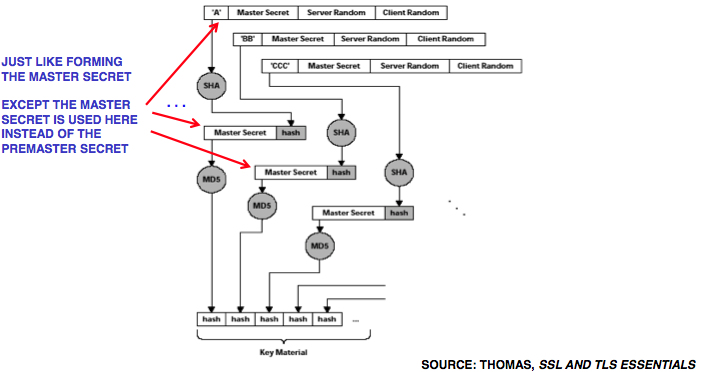 'A' Master Secret Server Random Client Random
'BB' Master Secret Server Random Client Random
'CCC' Master Secret Server Random Client Random
JUST LIKE FORMING
THE MASTER SECRET
EXCEPT THE MASTER
SECRET IS USED HERE
INSTEAD OF THE
PREMASTER SECRET
...
SHA
Master Secret hash
SHA
Master Secret hash
SHA
MD5
MD5
Master Secret hash
MD5
hash hash hash hash hash ...
Key Material
SOURCE: THOMAS, SSL AND TLS ESSENTIALS